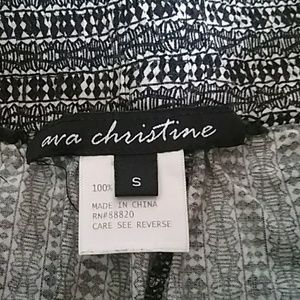 ava christine
S
100%
MADE IN CHINA
RN#88820
CARE SEE REVERSE